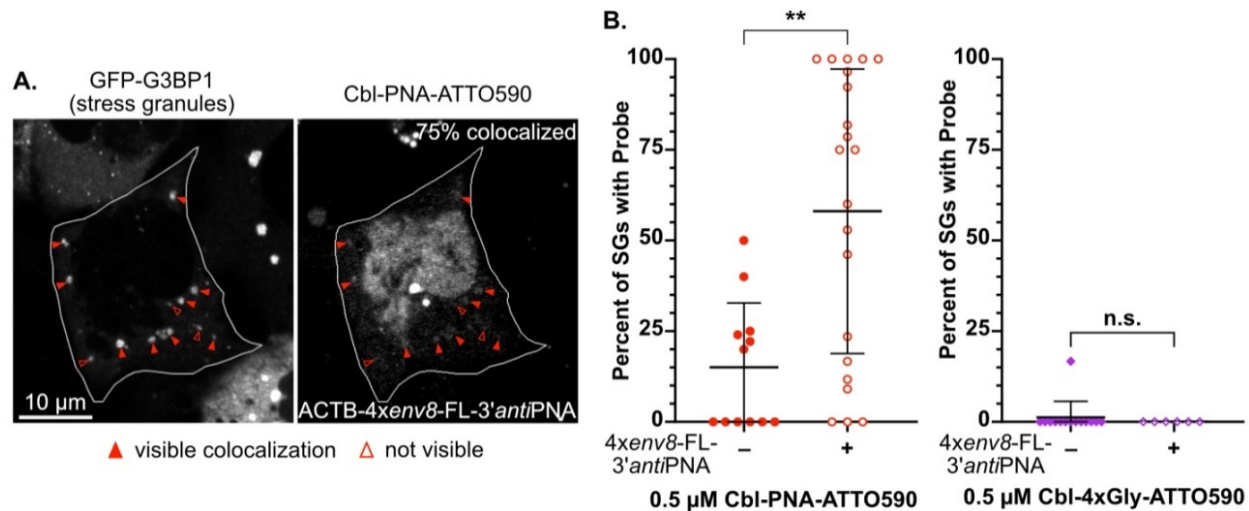 A.
GFP-G3BP1
(stress granules)
Cbl-PNA-ATTO590
75% colocalized
10 µm
ACTB-4xenv8-FL-3'antiPNA
visible colocalization
not visible
B.
**
Percent of SGs with Probe
100
75
50
25
0
4xenv8-FL-
3'antiPNA
–
+
0.5 µM Cbl-PNA-ATTO590
Percent of SGs with Probe
100
75
50
25
0
n.s.
4xenv8-FL-
3'antiPNA
–
+
0.5 µM Cbl-4xGly-ATTO590